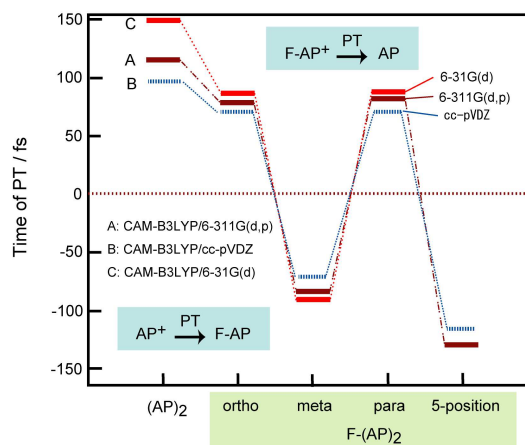 150
100
50
0
-50
-100
-150
Time of PT / fs
C
A
B
F-AP⁺ PT AP
6-31G(d)
6-311G(d,p)
cc-pVDZ
A: CAM-B3LYP/6-311G(d,p)
B: CAM-B3LYP/cc-pVDZ
C: CAM-B3LYP/6-31G(d)
AP⁺ PT F-AP
(AP)₂ ortho meta para 5-position
F-(AP)₂